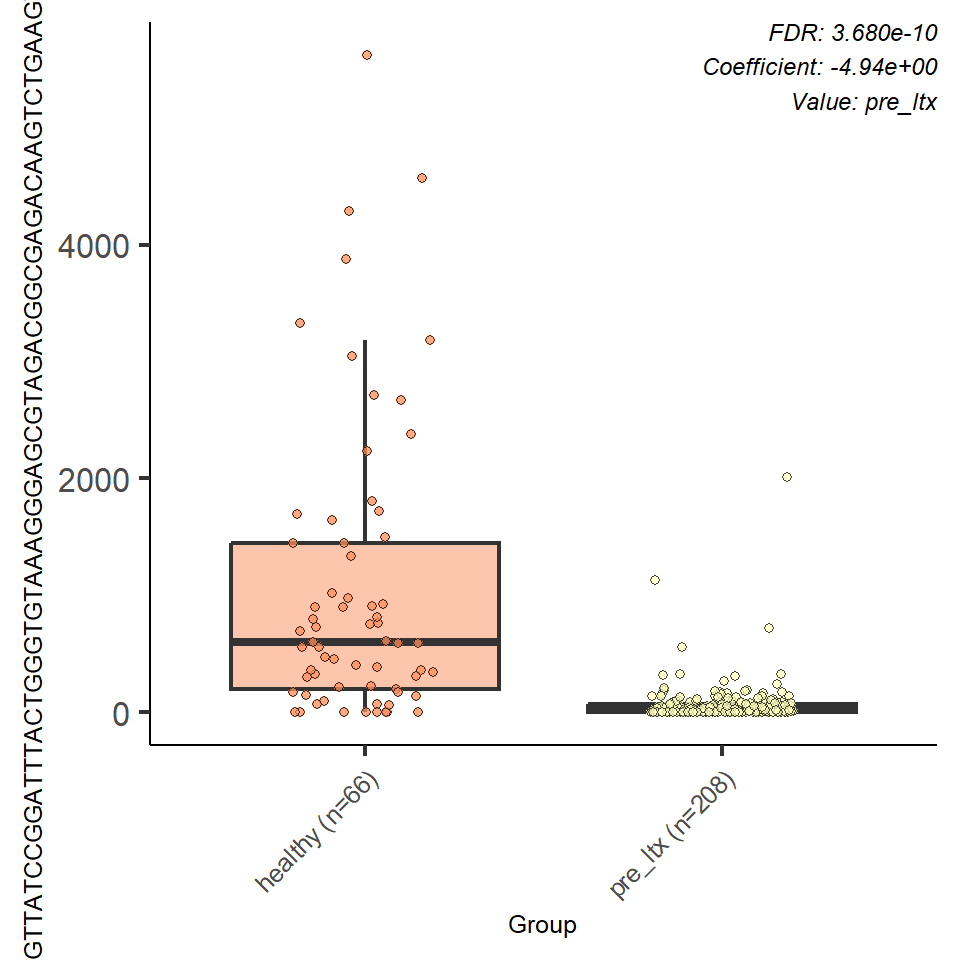 FDR: 3.680e-10
Coefficient: -4.94e+00
Value: pre_ltx
GTTATCCGGATTTACTGGGTGTAAAGGGAGCGTAGACGGCGAGACAAGTCTGAAG
4000
2000
0
healthy (n=66)
pre_ltx (n=208)
Group